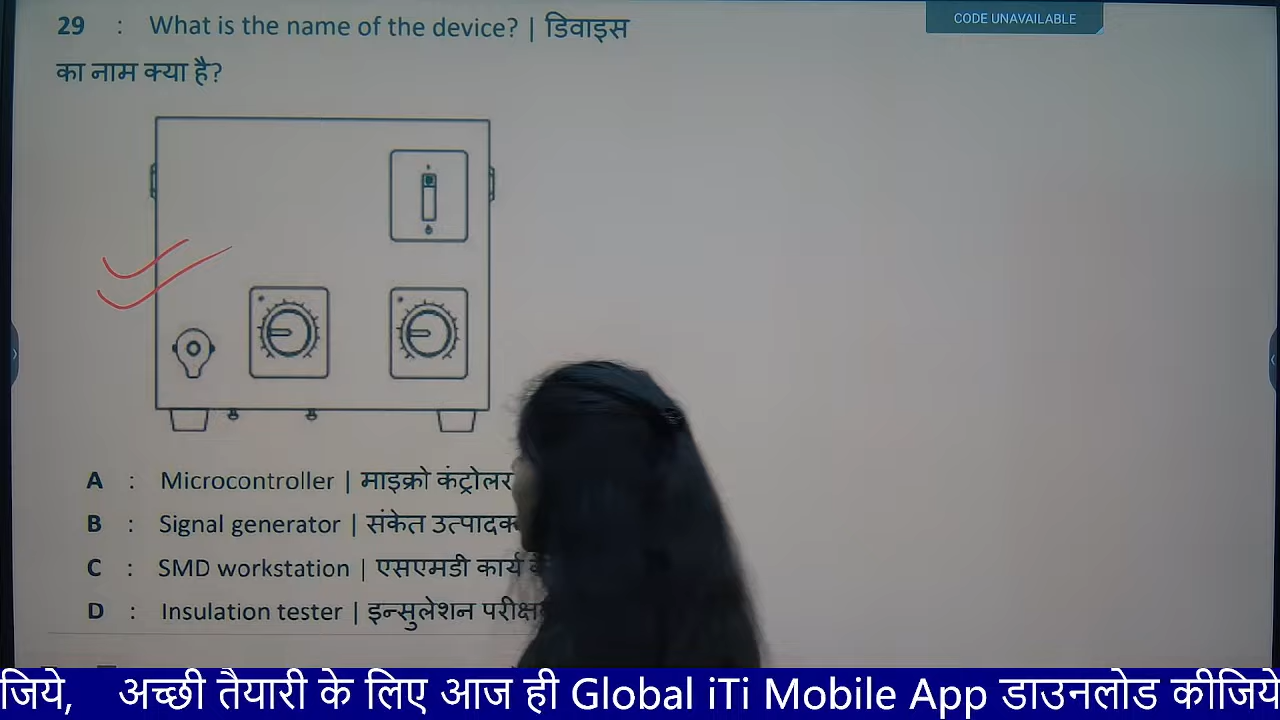 29 : What is the name of the device? | डिवाइस
का नाम क्या है?
CODE UNAVAILABLE
A : Microcontroller | माइक्रो कंट्रोलर
B : Signal generator | संकेत उत्पादक
C : SMD workstation | एसएमडी कार्य
D : Insulation tester | इन्सुलेशन
जिये, अच्छी तैयारी के लिए आज ही Global iTi Mobile App डाउनलोड कीजिये